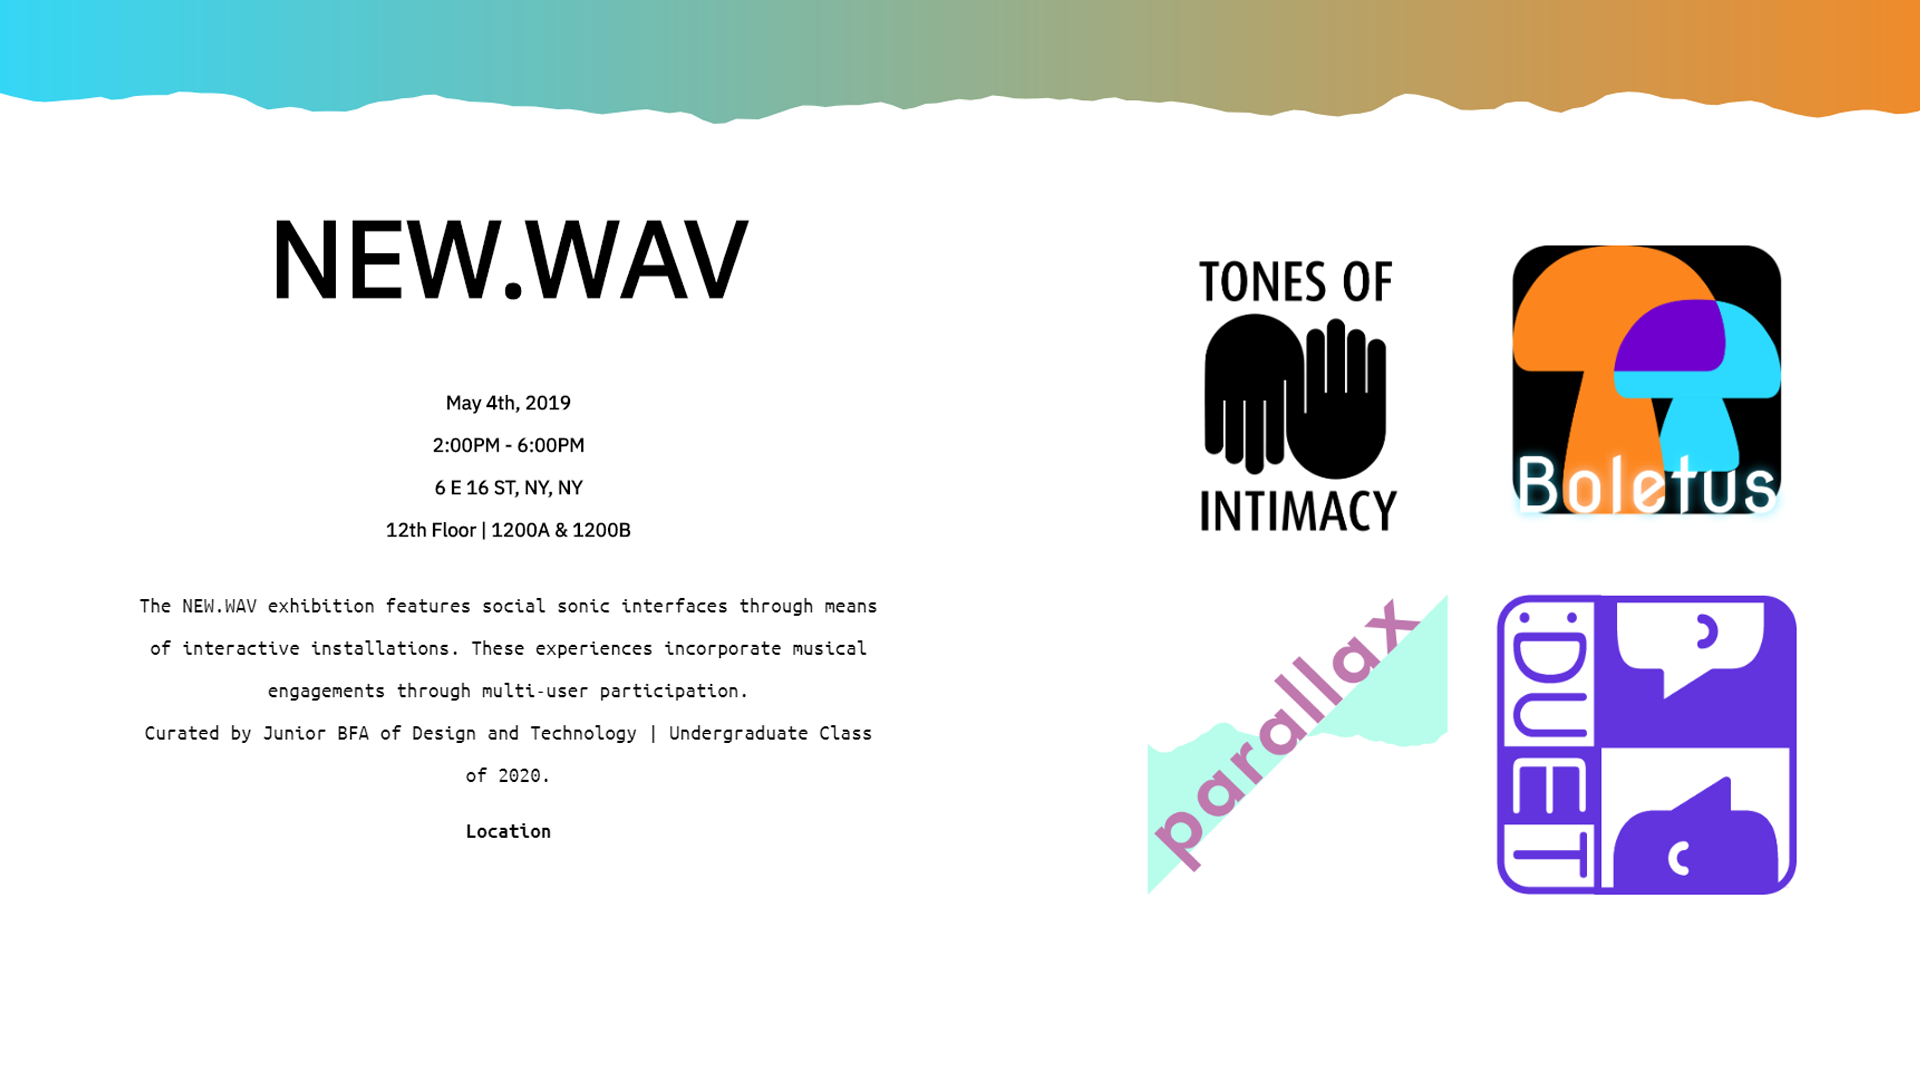 NEW.WAV
May 4th, 2019
2:00PM - 6:00PM
6 E 16 ST, NY, NY
12th Floor | 1200A & 1200B
The NEW.WAV exhibition features social sonic interfaces through means
of interactive installations. These experiences incorporate musical
engagements through multi-user participation.
Curated by Junior BFA of Design and Technology | Undergraduate Class
of 2020.
Location
TONES OF
INTIMACY
Boletus
parallax
:DUET